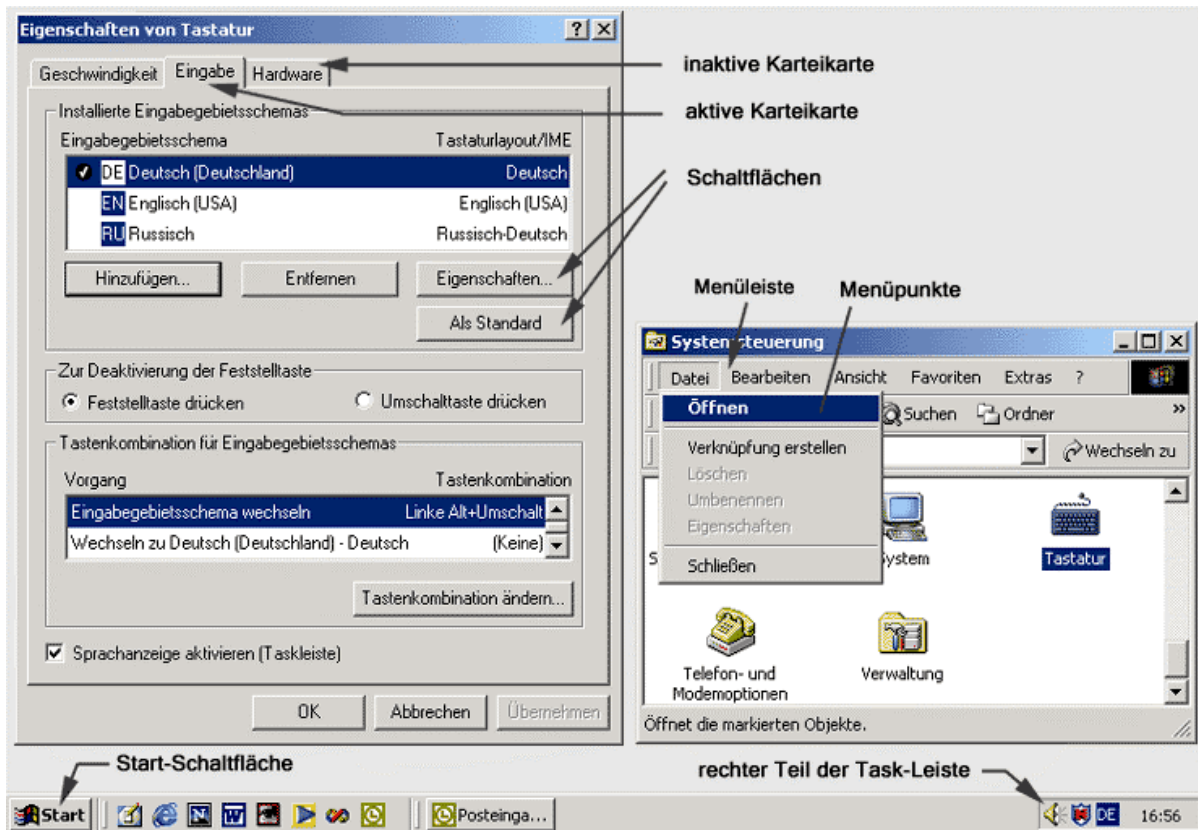 Eigenschaften von Tastatur
Geschwindigkeit Eingabe Hardware
inaktive Karteikarte
aktive Karteikarte
Installierte Eingabegebietsschemas
Eingabegebietsschema Tastaturlayout/IME
DE Deutsch (Deutschland) Deutsch
EN Englisch (USA) Englisch (USA)
RU Russisch Russisch-Deutsch
Schaltflächen
Hinzufügen... Entfernen Eigenschaften...
Als Standard
Zur Deaktivierung der Feststelltaste
Feststelltaste drücken Umschalttaste drücken
Tastenkombination für Eingabegebietsschemas
Vorgang Tastenkombination
Eingabegebietsschema wechseln Linke Alt+Umschalt
Wechseln zu Deutsch (Deutschland) - Deutsch (Keine)
Tastenkombination ändern...
Sprachanzeige aktivieren (Taskleiste)
OK Abbrechen Übernehmen
Menüleiste Menüpunkte
Systemsteuerung
Datei Bearbeiten Ansicht Favoriten Extras ?
Öffnen
Suchen Ordner »
Verknüpfung erstellen
Wechseln zu
Löschen
Umbenennen
Eigenschaften
Schließen
S ystem Tastatur
Telefon- und Modemoptionen
Verwaltung
Öffnet die markierten Objekte.
Start-Schaltfläche
rechter Teil der Task-Leiste
Start
N W
Posteinga...
DE 16:56